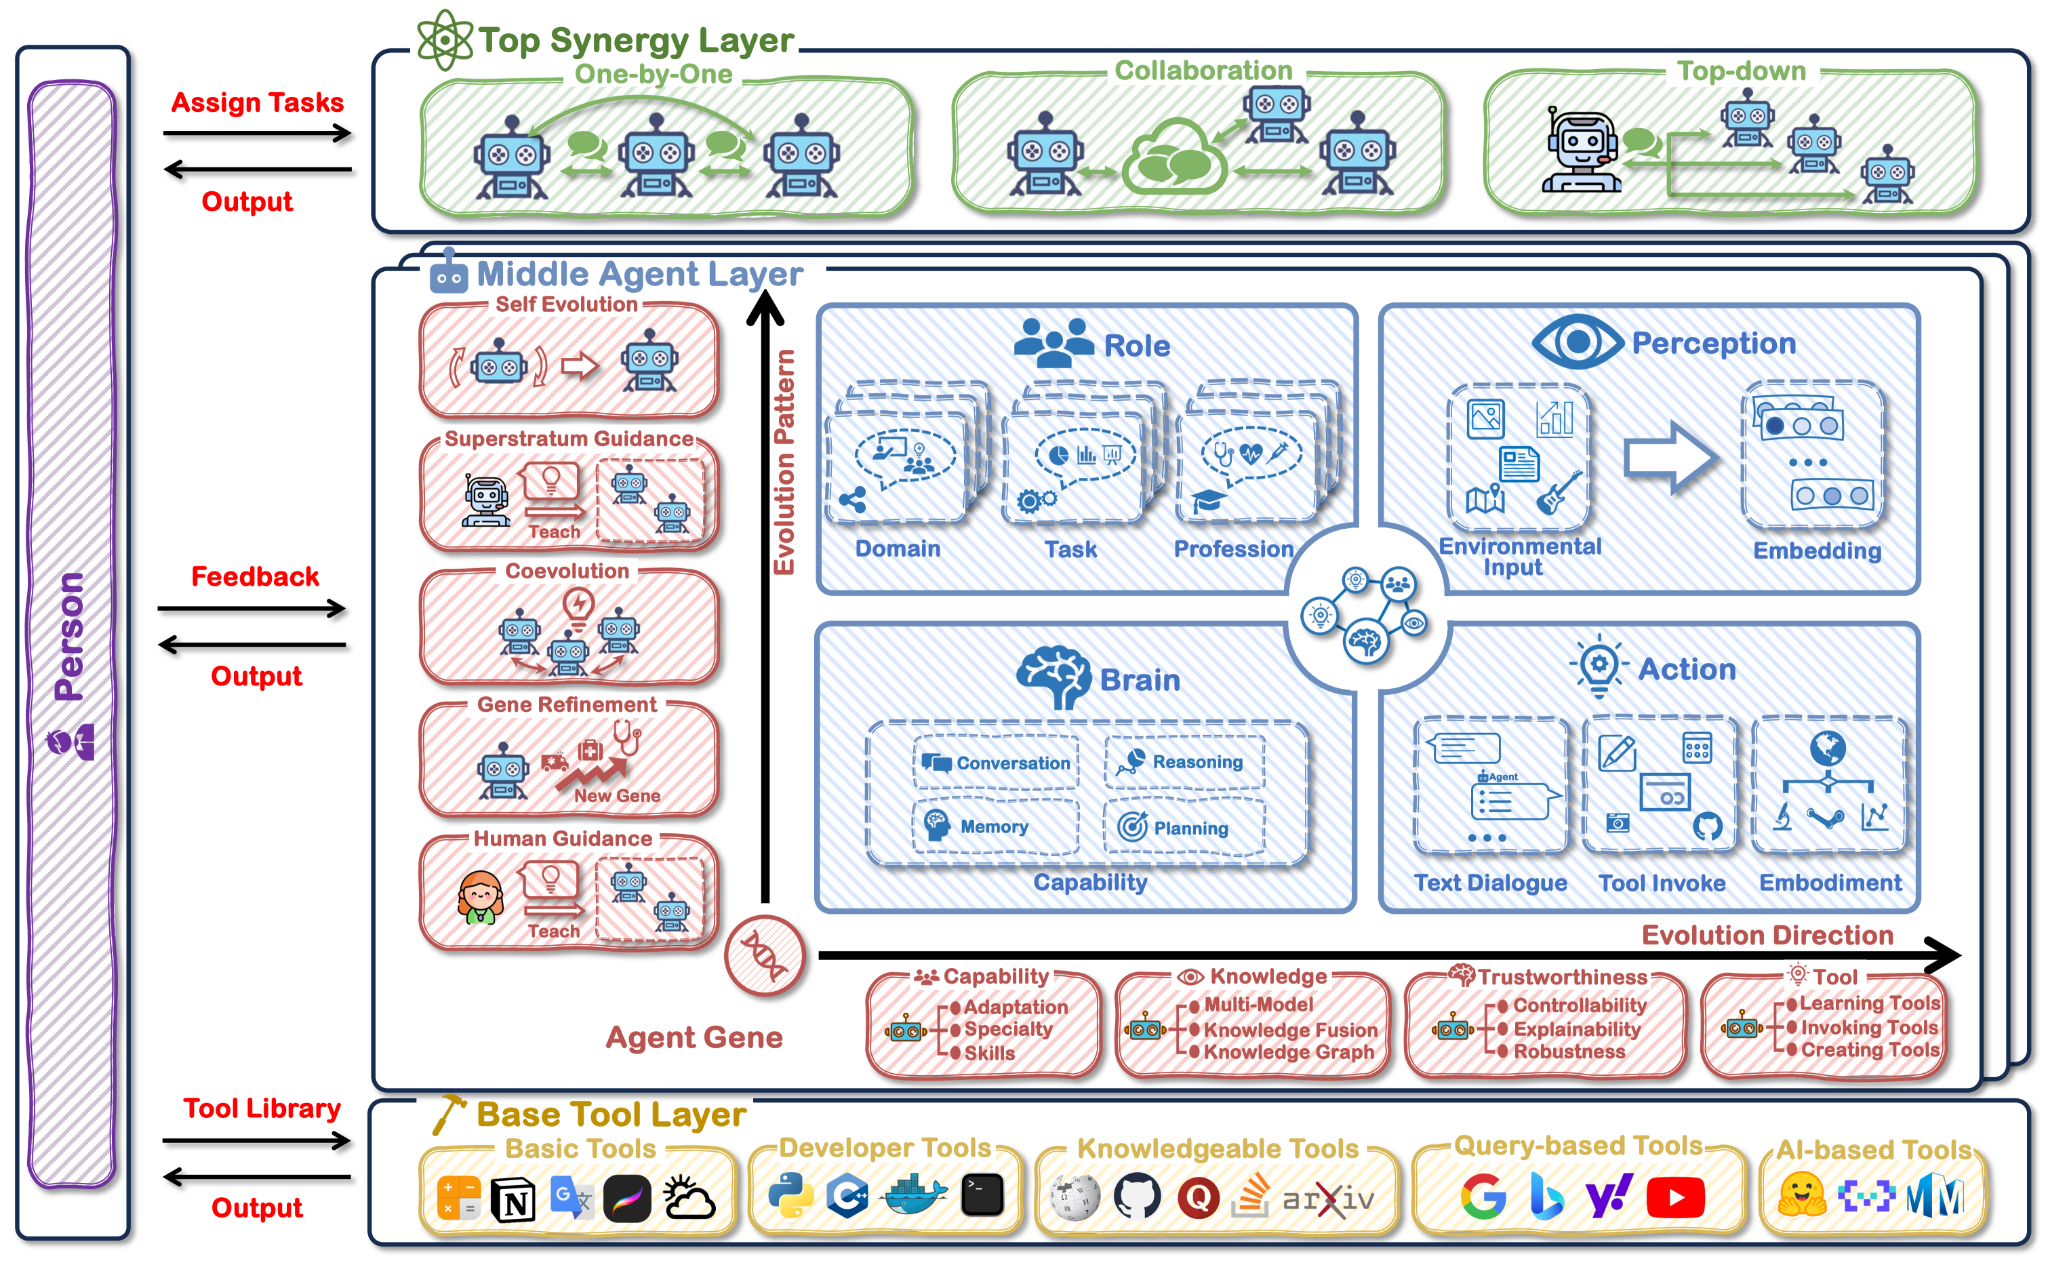 Top Synergy Layer
One-by-One
Collaboration
Top-down
Assign Tasks
Output
Person
Feedback
Output
Tool Library
Output
Middle Agent Layer
Self Evolution
Superstratum Guidance
Teach
Coevolution
Gene Refinement
New Gene
Human Guidance
Teach
Evolution Pattern
Role
Domain
Task
Profession
Perception
Environmental
Input
Embedding
Brain
Conversation
Reasoning
Memory
Planning
Capability
Action
Agent
Text Dialogue
Tool Invoke
Embodiment
Evolution Direction
Agent Gene
Capability
Adaptation
Specialty
Skills
Knowledge
Multi-Model
Knowledge Fusion
Knowledge Graph
Trustworthiness
Controllability
Explainability
Robustness
Tool
Learning Tools
Invoking Tools
Creating Tools
Base Tool Layer
Basic Tools
Developer Tools
Knowledgeable Tools
Query-based Tools
AI-based Tools
N
G 文
C++
>_
Q
arXiv
G
b
y!
M